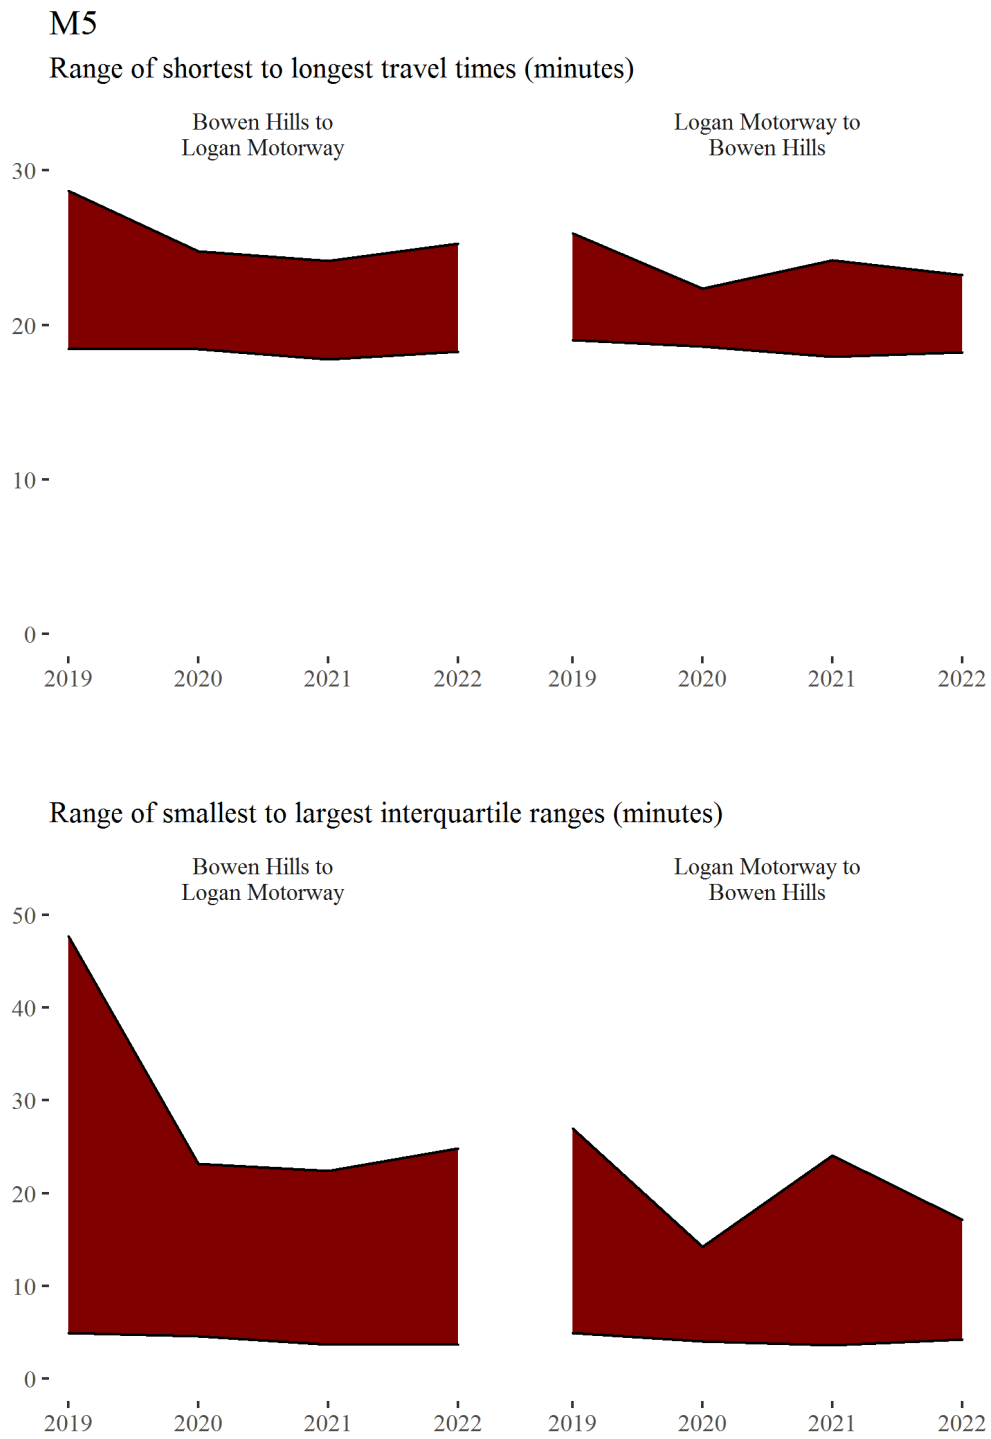 M5
Range of shortest to longest travel times (minutes)
Bowen Hills to
Logan Motorway
Logan Motorway to
Bowen Hills
30
20
10
0
2019 2020 2021 2022 2019 2020 2021 2022
Range of smallest to largest interquartile ranges (minutes)
Bowen Hills to
Logan Motorway
Logan Motorway to
Bowen Hills
50
40
30
20
10
0
2019 2020 2021 2022 2019 2020 2021 2022